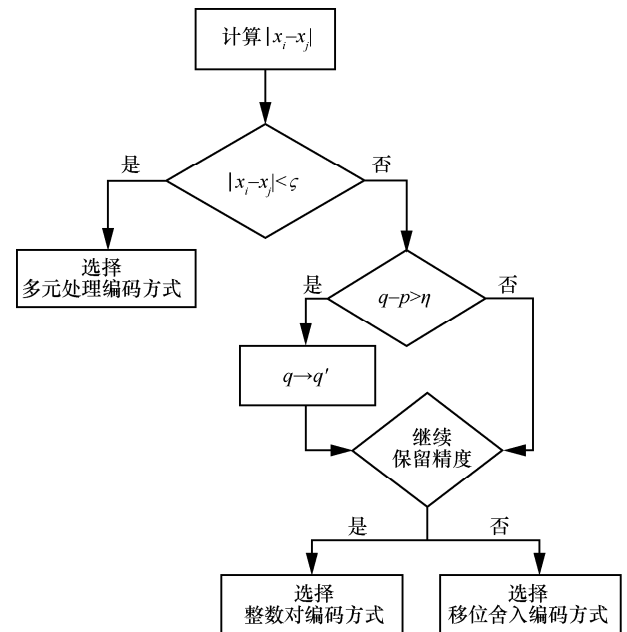 计算|xᵢ–xⱼ|
是
否
|xᵢ–xⱼ|<ς
选择
多元处理编码方式
是
否
q–p>η
q→q′
继续
保留精度
是
否
选择
整数对编码方式
选择
移位舍入编码方式